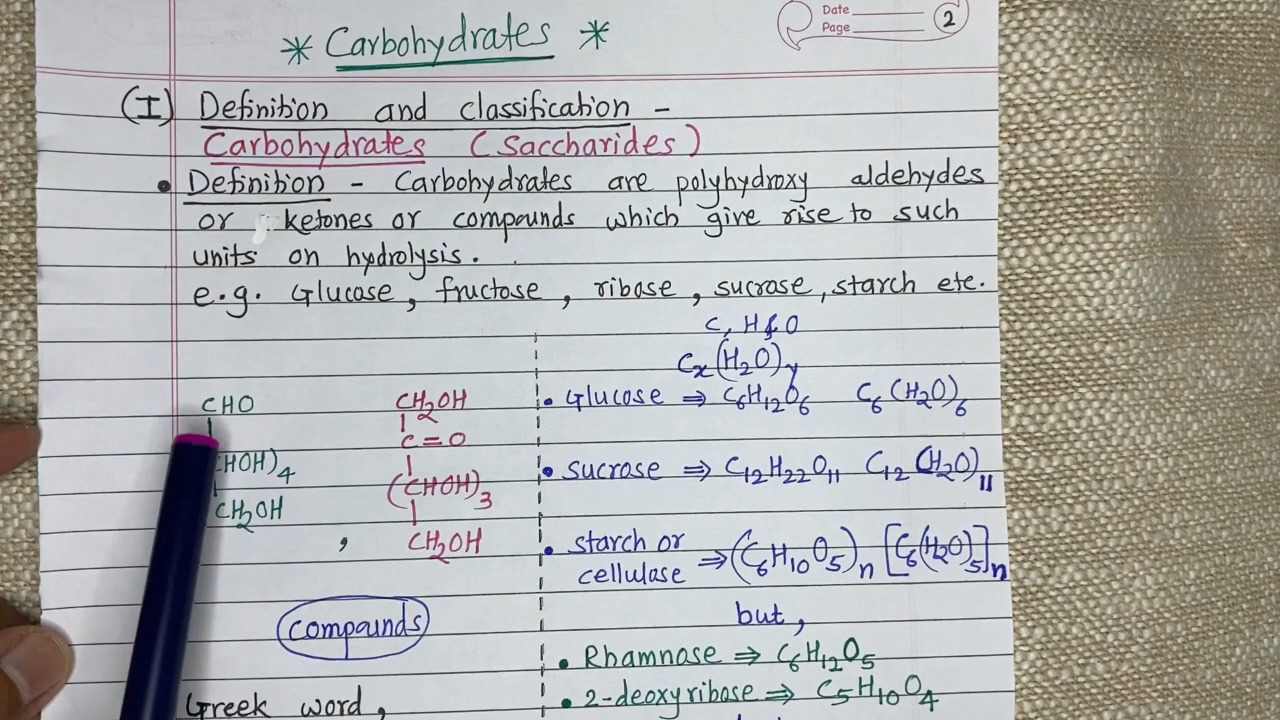 Date
Page
2
* Carbohydrates *
(I) Definition and classification -
Carbohydrates (Saccharides)
• Definition - Carbohydrates are polyhydroxy aldehydes
or ketones or compounds which give rise to such
units on hydrolysis.
e.g. Glucose, fructose, ribose, sucrose, starch etc.
CHO
CHOH)4
CH2OH
,
CH2OH
C=O
(CHOH)3
CH2OH
compounds
Greek word,
C, H & O
Cx(H2O)y
• Glucose ⇒ C6H12O6 C6(H2O)6
• sucrose ⇒ C12H22O11 C12(H2O)11
• starch or
cellulase ⇒ (C6H10O5)n [C6(H2O)5]n
but,
• Rhamnose ⇒ C6H12O5
• 2-deoxyribose ⇒ C5H10O4